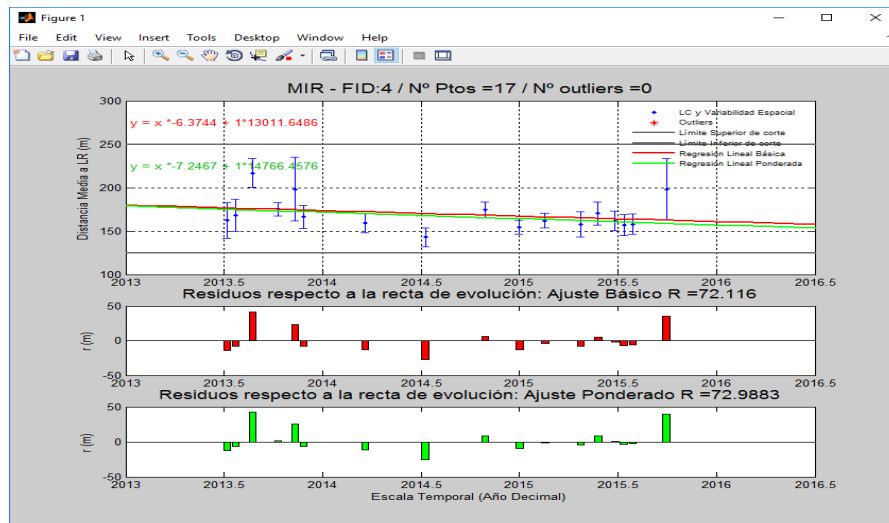 Figure 1
File Edit View Insert Tools Desktop Window Help
MIR - FID:4 / Nº Ptos =17 / Nº outliers =0
Distancia Media a LR (m)
300
250
200
150
100
y = x *-6.3744 + 1*13011.6486
y = x *-7.2467 + 1*14766.4576
LC y Variabilidad Espacial
Outliers
Límite Superior de corte
Límite Inferior de corte
Regresión Lineal Básica
Regresión Lineal Ponderada
2013 2013.5 2014 2014.5 2015 2015.5 2016 2016.5
Residuos respecto a la recta de evolución: Ajuste Básico R =72.116
r (m)
50
0
-50
2013 2013.5 2014 2014.5 2015 2015.5 2016 2016.5
Residuos respecto a la recta de evolución: Ajuste Ponderado R =72.9883
r (m)
50
0
-50
2013 2013.5 2014 2014.5 2015 2015.5 2016 2016.5
Escala Temporal (Año Decimal)